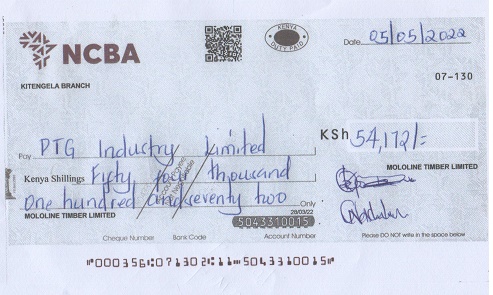 NCBA
KENYA
DUTY PAID
Date 05/05/2022
07-130
KITENGELA BRANCH
Pay PTG Industry Limited
KSh 54,172/=
Kenya Shillings Fifty four thousand
MOLOLINE TIMBER LIMITED
one hundred and seventy two Only
MOLOLINE TIMBER LIMITED
28/03/22
5043310015
Cheque Number Bank Code Account Number
Please DO NOT write in the space below
⑈000356⑆071302⑆11⑉5043310015⑈